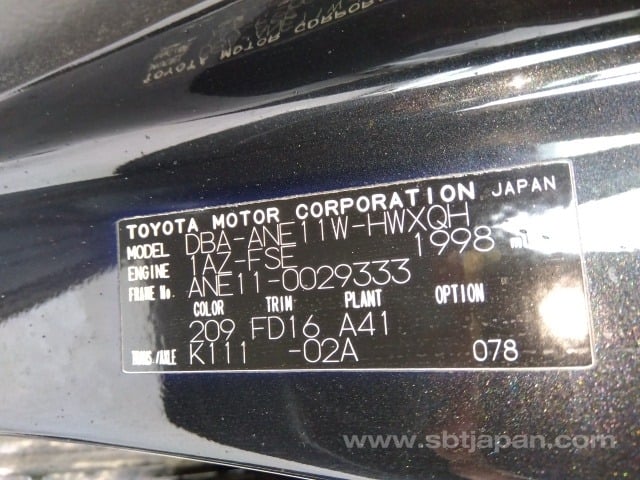 TOYOTA MOTOR CORPORATION JAPAN
MODEL DBA-ANE11W-HWXQH
ENGINE 1AZ-FSE 1998
FRAME No. ANE11-0029333
COLOR TRIM PLANT OPTION
209 FD16 A41
TRANS./AXLE K111 -02A 078
www.sbtjapan.com